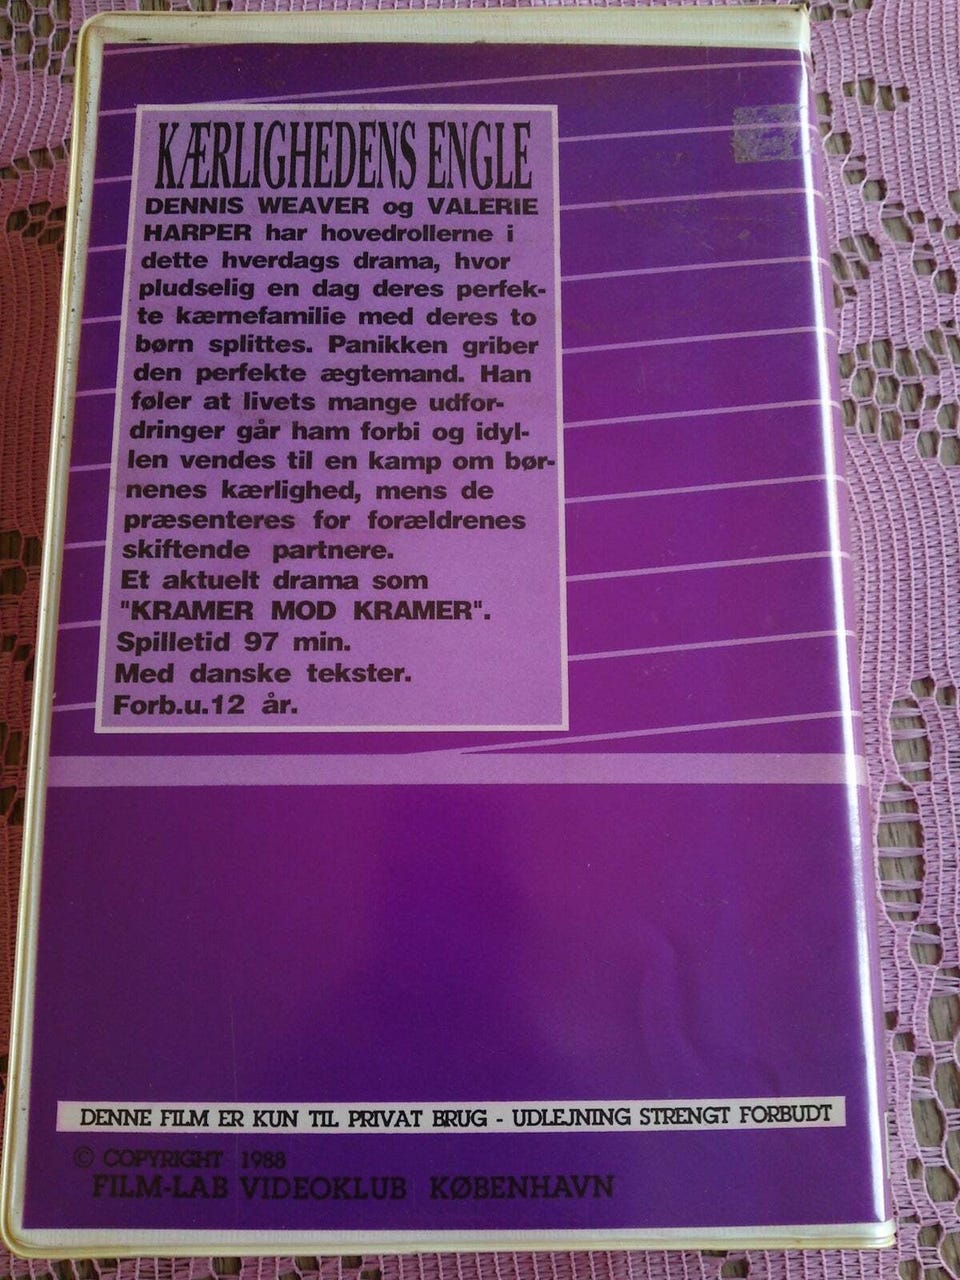 KÆRLIGHEDENS ENGLE
DENNIS WEAVER og VALERIE
HARPER har hovedrollerne i
dette hverdags drama, hvor
pludselig en dag deres perfek-
te kærnefamilie med deres to
børn splittes. Panikken griber
den perfekte ægtemand. Han
føler at livets mange udfor-
dringer går ham forbi og idyl-
len vendes til en kamp om bør-
nenes kærlighed, mens de
præsenteres for forældrenes
skiftende partnere.
Et aktuelt drama som
"KRAMER MOD KRAMER".
Spilletid 97 min.
Med danske tekster.
Forb.u.12 år.
DENNE FILM ER KUN TIL PRIVAT BRUG - UDLEJNING STRENGT FORBUDT
© COPYRIGHT 1988
FILM-LAB VIDEOKLUB KØBENHAVN